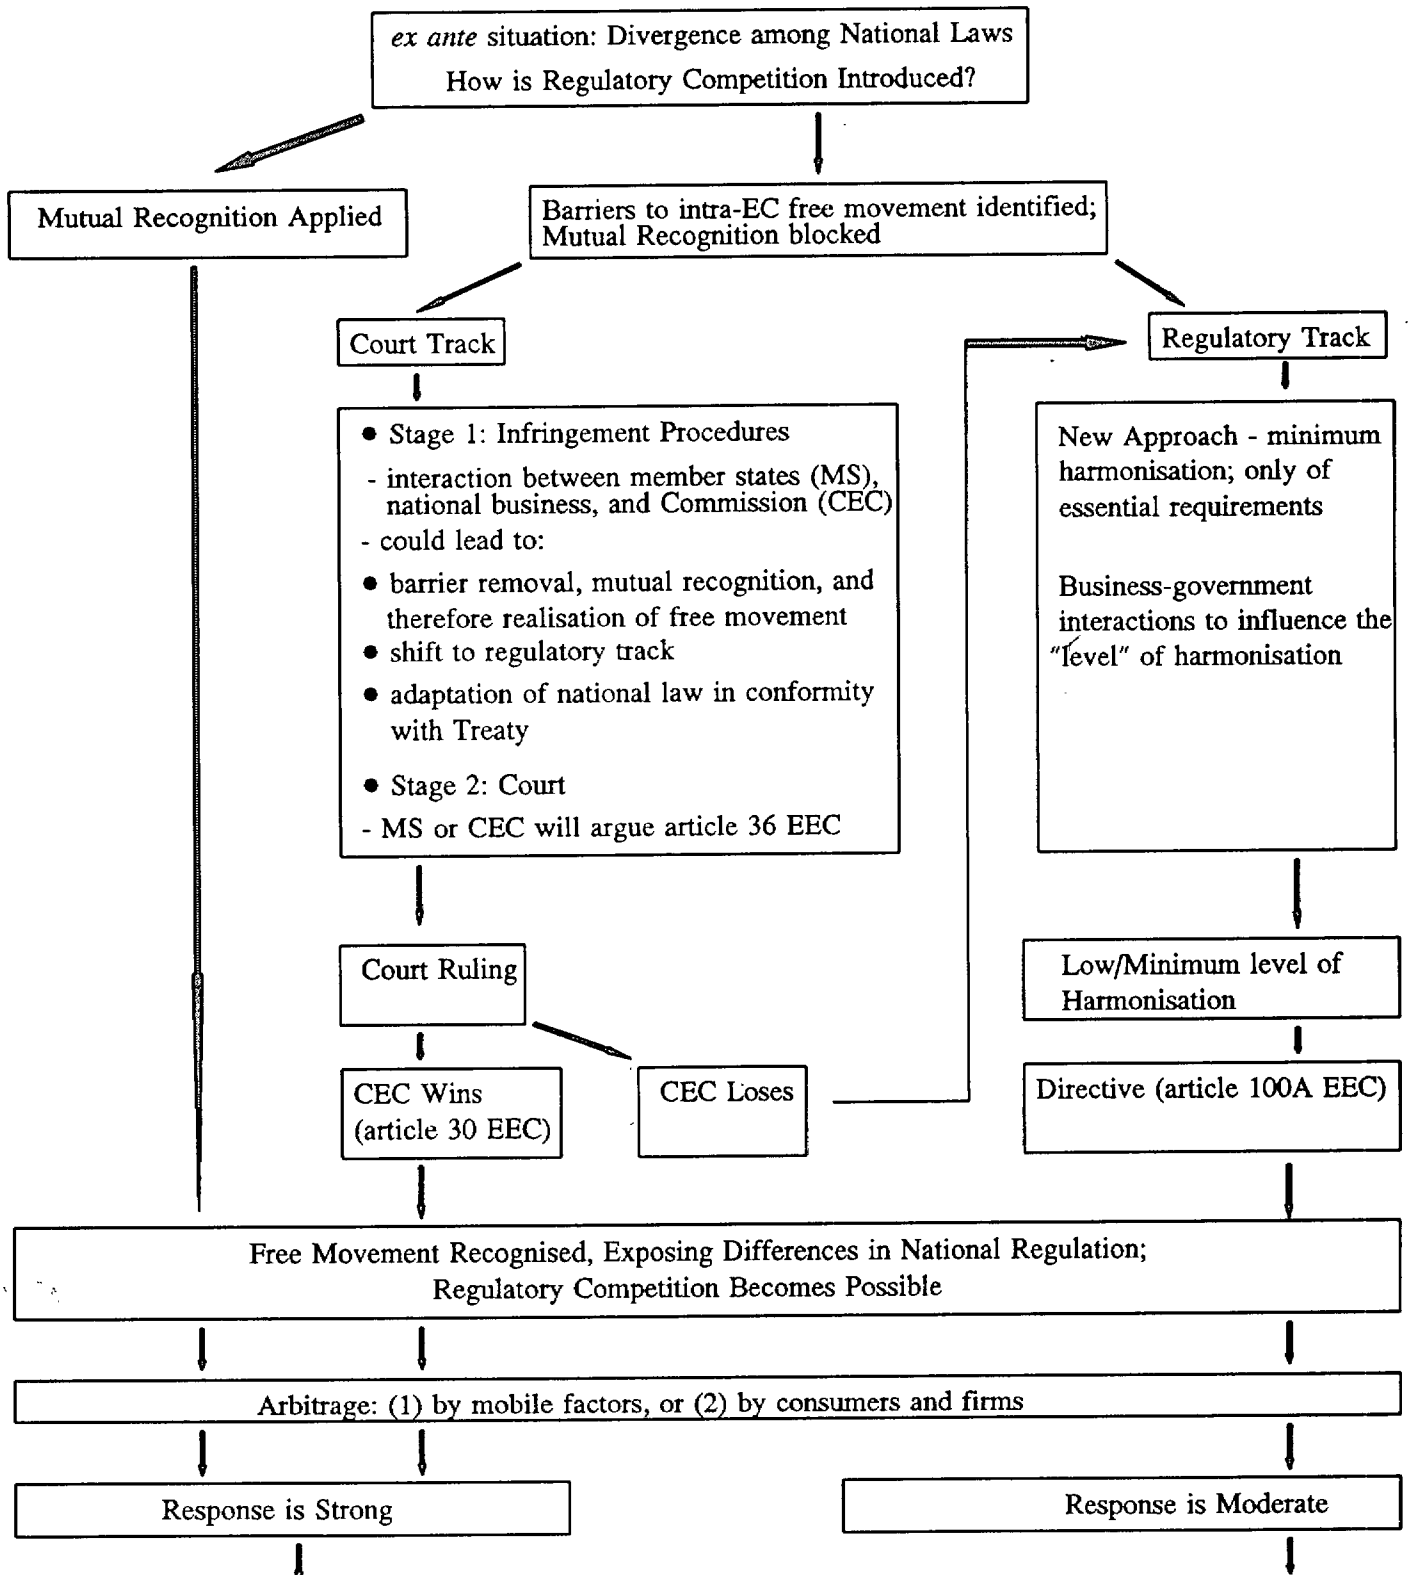 ex ante situation: Divergence among National Laws
How is Regulatory Competition Introduced?
Mutual Recognition Applied
Barriers to intra-EC free movement identified;
Mutual Recognition blocked
Court Track
Regulatory Track
● Stage 1: Infringement Procedures
- interaction between member states (MS),
national business, and Commission (CEC)
- could lead to:
● barrier removal, mutual recognition, and
therefore realisation of free movement
● shift to regulatory track
● adaptation of national law in conformity
with Treaty
● Stage 2: Court
- MS or CEC will argue article 36 EEC
New Approach - minimum
harmonisation; only of
essential requirements
Business-government
interactions to influence the
"level" of harmonisation
Court Ruling
Low/Minimum level of
Harmonisation
CEC Wins
(article 30 EEC)
CEC Loses
Directive (article 100A EEC)
Free Movement Recognised, Exposing Differences in National Regulation;
Regulatory Competition Becomes Possible
Arbitrage: (1) by mobile factors, or (2) by consumers and firms
Response is Strong
Response is Moderate